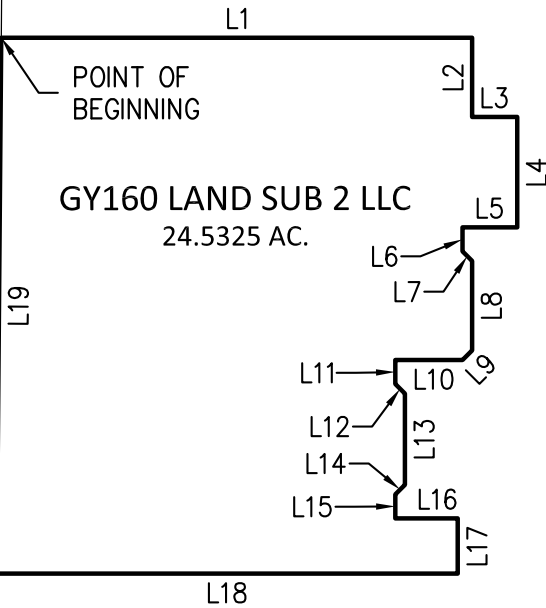 L1
L2
POINT OF
BEGINNING
L3
L4
GY160 LAND SUB 2 LLC
24.5325 AC.
L5
L6
L7
L8
L19
L9
L11
L10
L12
L13
L14
L15
L16
L17
L18